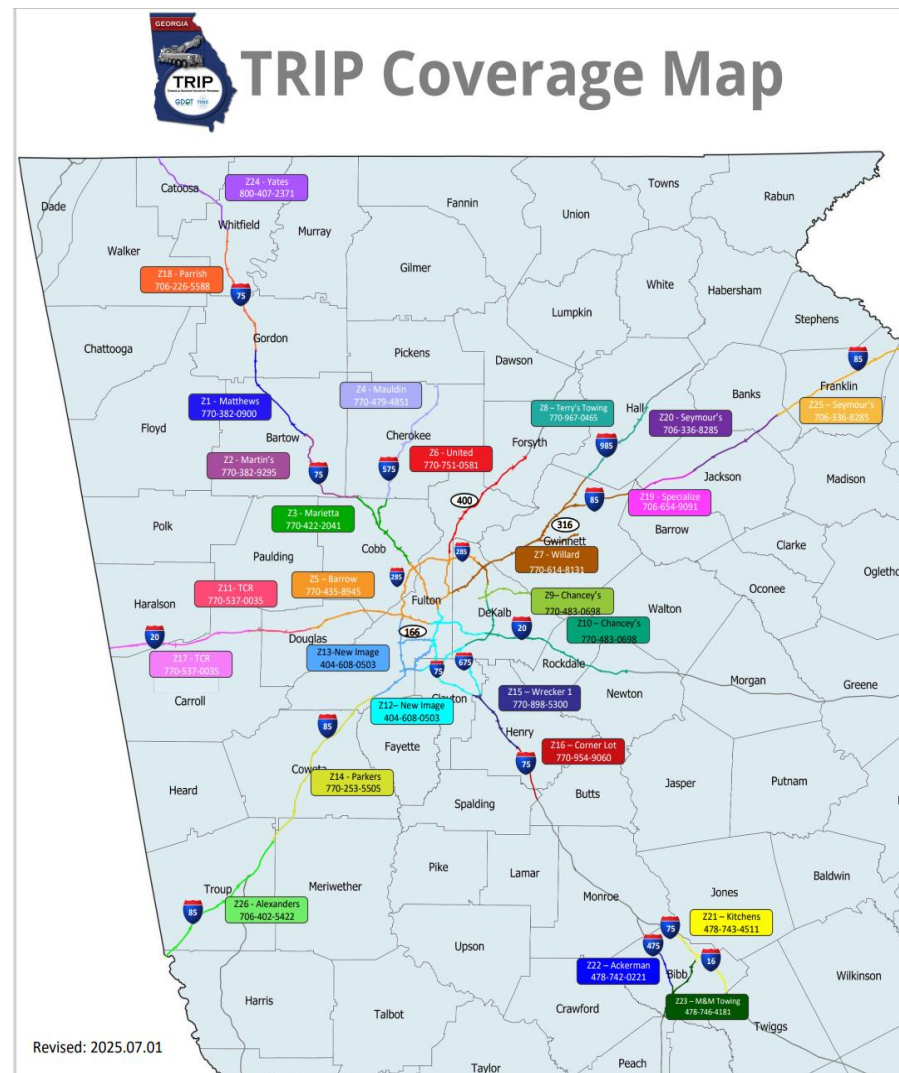 GEORGIA
TRIP
GDOT
TRIP Coverage Map
Towns
Rabun
Catoosa
Z24 - Yates
800-407-2371
Dade
Fannin
Union
Whitfield
Murray
Walker
Gilmer
White
Habersham
Z18 - Parrish
706-226-5588
75
Lumpkin
Stephens
Gordon
Chattooga
Pickens
Dawson
85
Banks
Franklin
Z4 - Mauldin
770-479-4851
Z1 - Matthews
770-382-0900
Z8 – Terry's Towing
770-967-0465
Hall
Z20 - Seymour's
706-336-8285
Z25 – Seymour's
706-336-8285
Floyd
Bartow
Cherokee
Forsyth
985
Z2 - Martin's
770-382-9295
75
575
Z6 - United
770-751-0581
Jackson
Madison
400
85
Z19 - Specialize
706-654-9091
Z3 - Marietta
770-422-2041
Polk
316
Barrow
Cobb
Gwinnett
Clarke
Paulding
285
Z7 - Willard
770-614-8131
Ogletho
Z11- TCR
770-537-0035
Z5 – Barrow
770-435-8945
285
Oconee
Haralson
Fulton
DeKalb
Z9– Chancey's
770-483-0698
Walton
20
166
20
Z10 – Chancey's
770-483-0698
Douglas
Z17 - TCR
770-537-0035
Z13-New Image
404-608-0503
675
75
Rockdale
Morgan
Greene
Carroll
Clayton
Newton
Z12– New Image
404-608-0503
Z15 – Wrecker 1
770-898-5300
85
Henry
Fayette
Z16 – Corner Lot
770-954-9060
75
Coweta
Z14 - Parkers
770-253-5505
Heard
Butts
Jasper
Putnam
Spalding
Pike
Lamar
Baldwin
Troup
Meriwether
Monroe
Jones
Z26 - Alexanders
706-402-5422
85
Z21 – Kitchens
478-743-4511
75
475
Upson
16
Z22 – Ackerman
478-742-0221
Bibb
Wilkinson
Harris
Talbot
Crawford
Z23 – M&M Towing
478-746-4181
Twiggs
Revised: 2025.07.01
Peach
Taylor